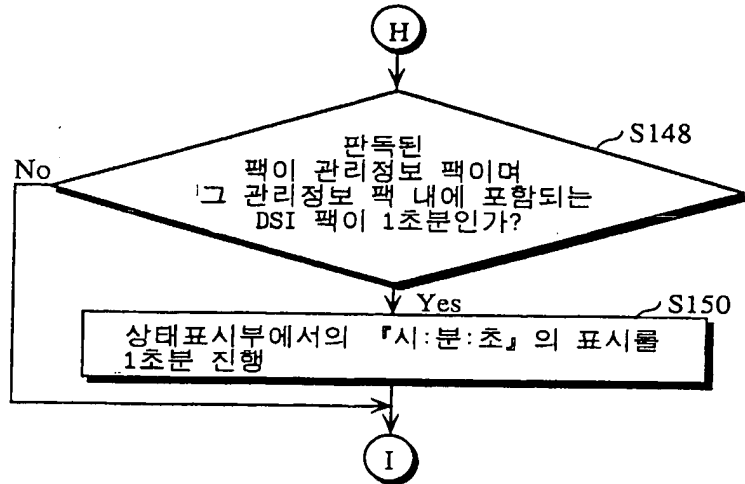 H
판독된
팩이 관리정보 팩이며
그 관리정보 팩 내에 포함되는
DSI 팩이 1초분인가?
S148
No
Yes
S150
상태표시부에서의 『시:분:초』의 표시를
1초분 진행
I